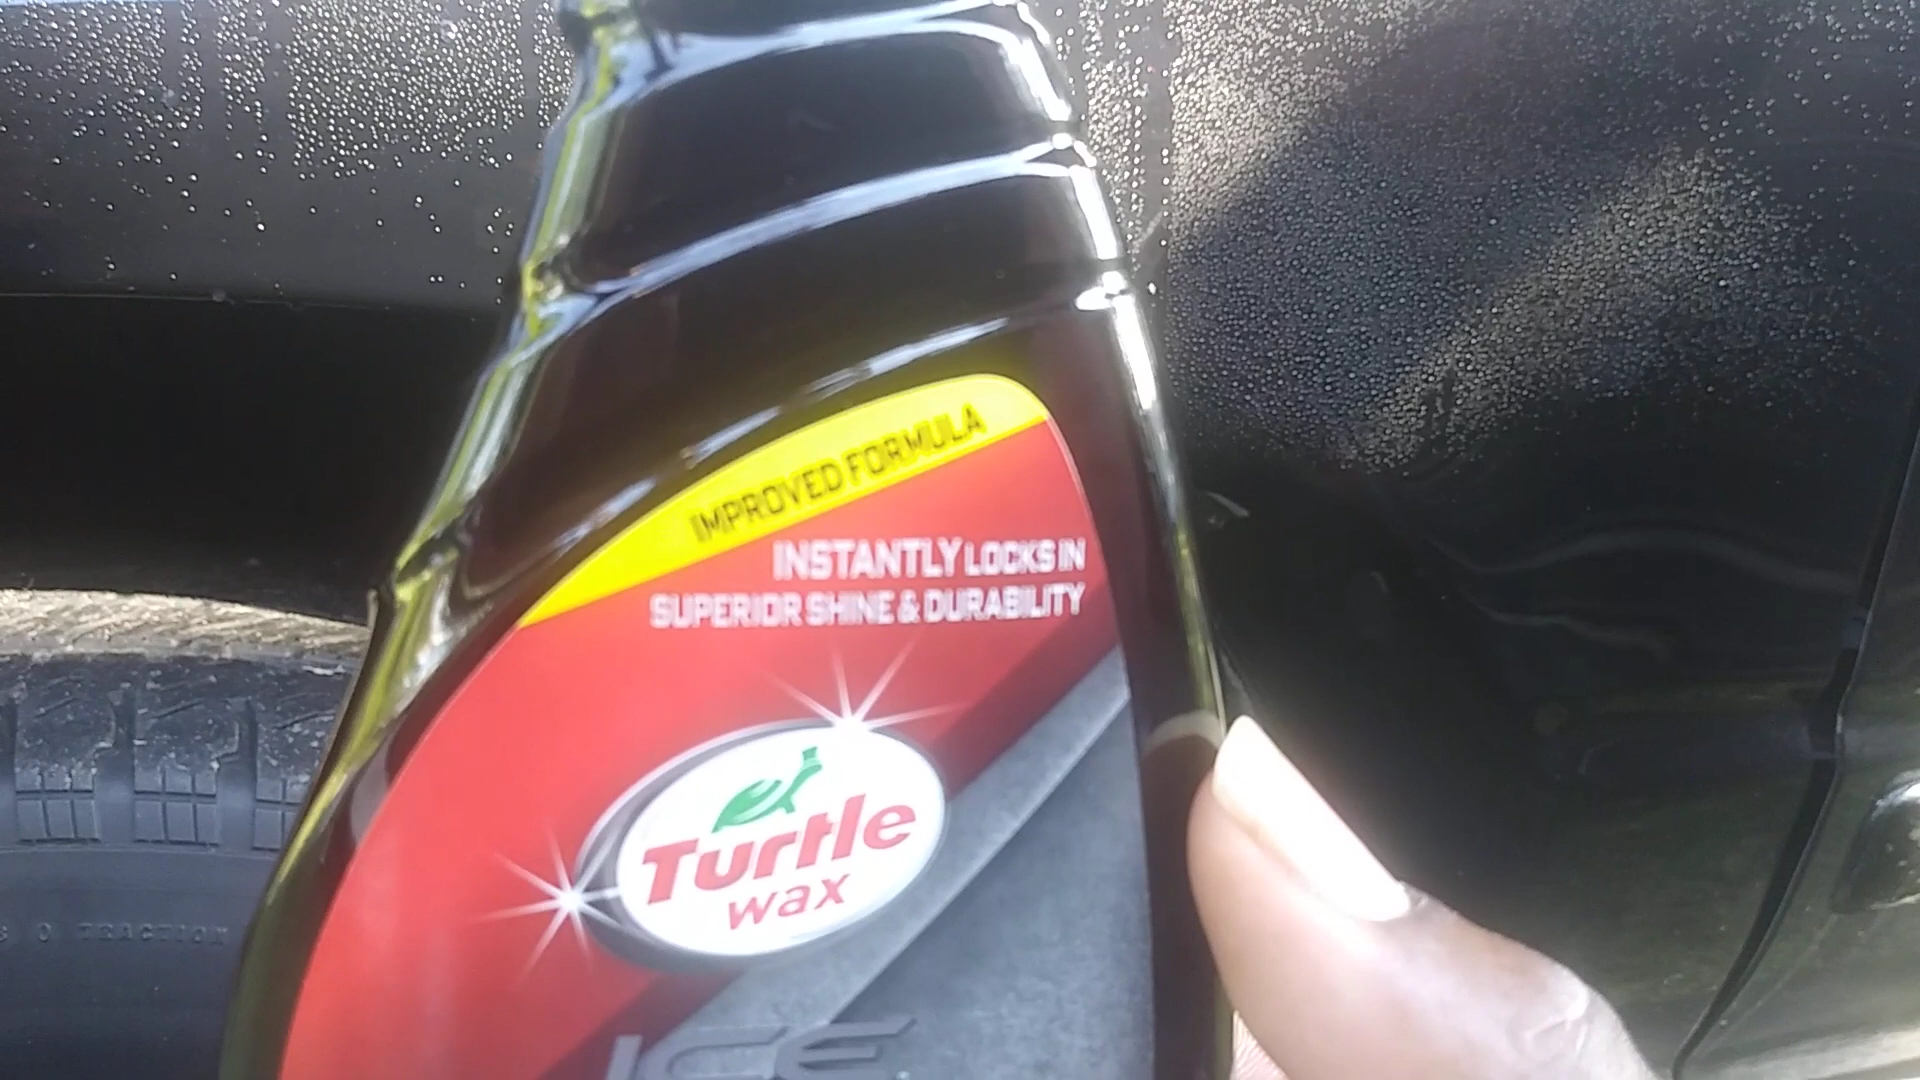 IMPROVED FORMULA
INSTANTLY LOCKS IN
SUPERIOR SHINE & DURABILITY
Turtle
wax
ICE
TRACTION